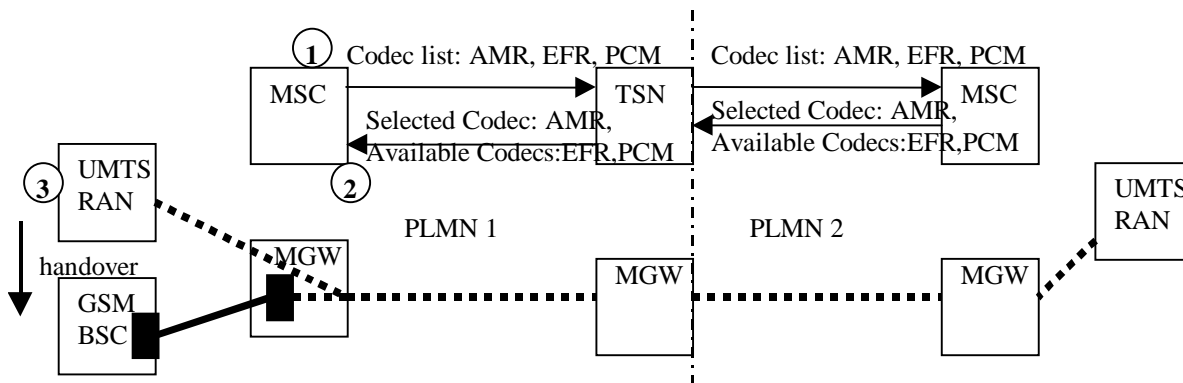 1
Codec list: AMR, EFR, PCM
Codec list: AMR, EFR, PCM
MSC
TSN
MSC
Selected Codec: AMR,
Available Codecs:EFR,PCM
Selected Codec: AMR,
Available Codecs:EFR,PCM
3
UMTS
RAN
2
UMTS
RAN
PLMN 1
PLMN 2
handover
MGW
MGW
MGW
GSM
BSC